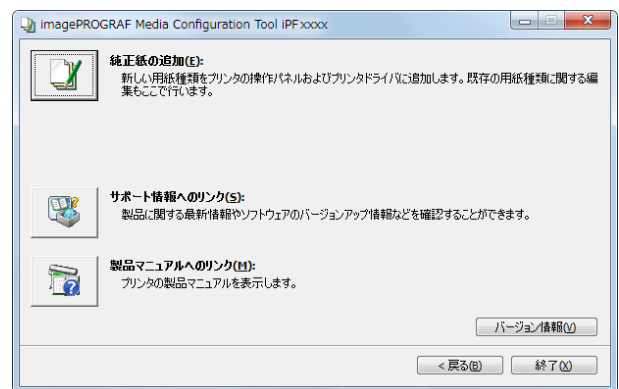 imagePROGRAF Media Configuration Tool iPFxxxx
純正紙の追加(E):
新しい用紙種類をプリンタの操作パネルおよびプリンタドライバに追加します。既存の用紙種類に関する編
集もここで行います。
サポート情報へのリンク(S):
製品に関する最新情報やソフトウェアのバージョンアップ情報などを確認することができます。
製品マニュアルへのリンク(M):
プリンタの製品マニュアルを表示します。
バージョン情報(V)
< 戻る(B)
終了(X)